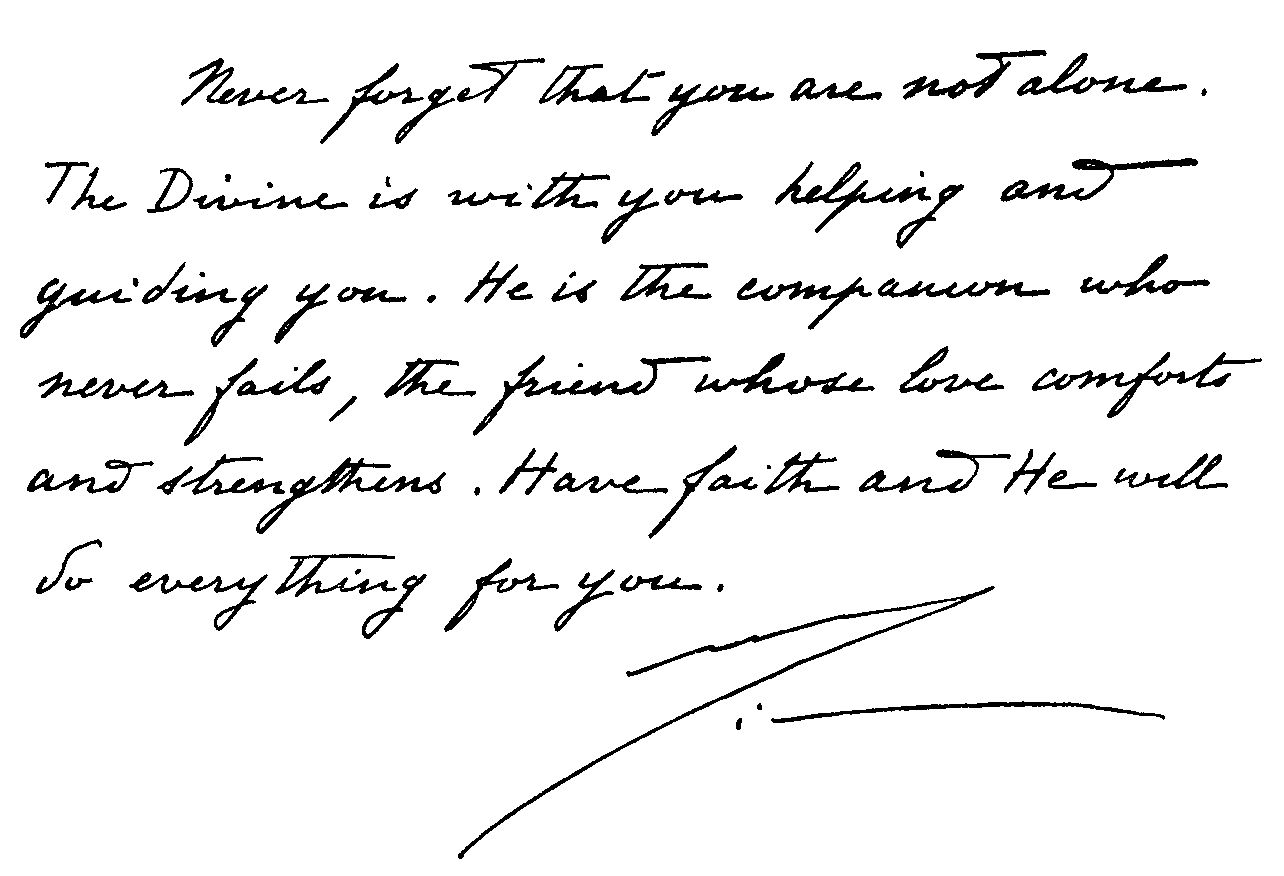 Never forget that you are not alone.
The Divine is with you helping and
guiding you. He is the companion who
never fails, the friend whose love comforts
and strengthens. Have faith and He will
do everything for you.